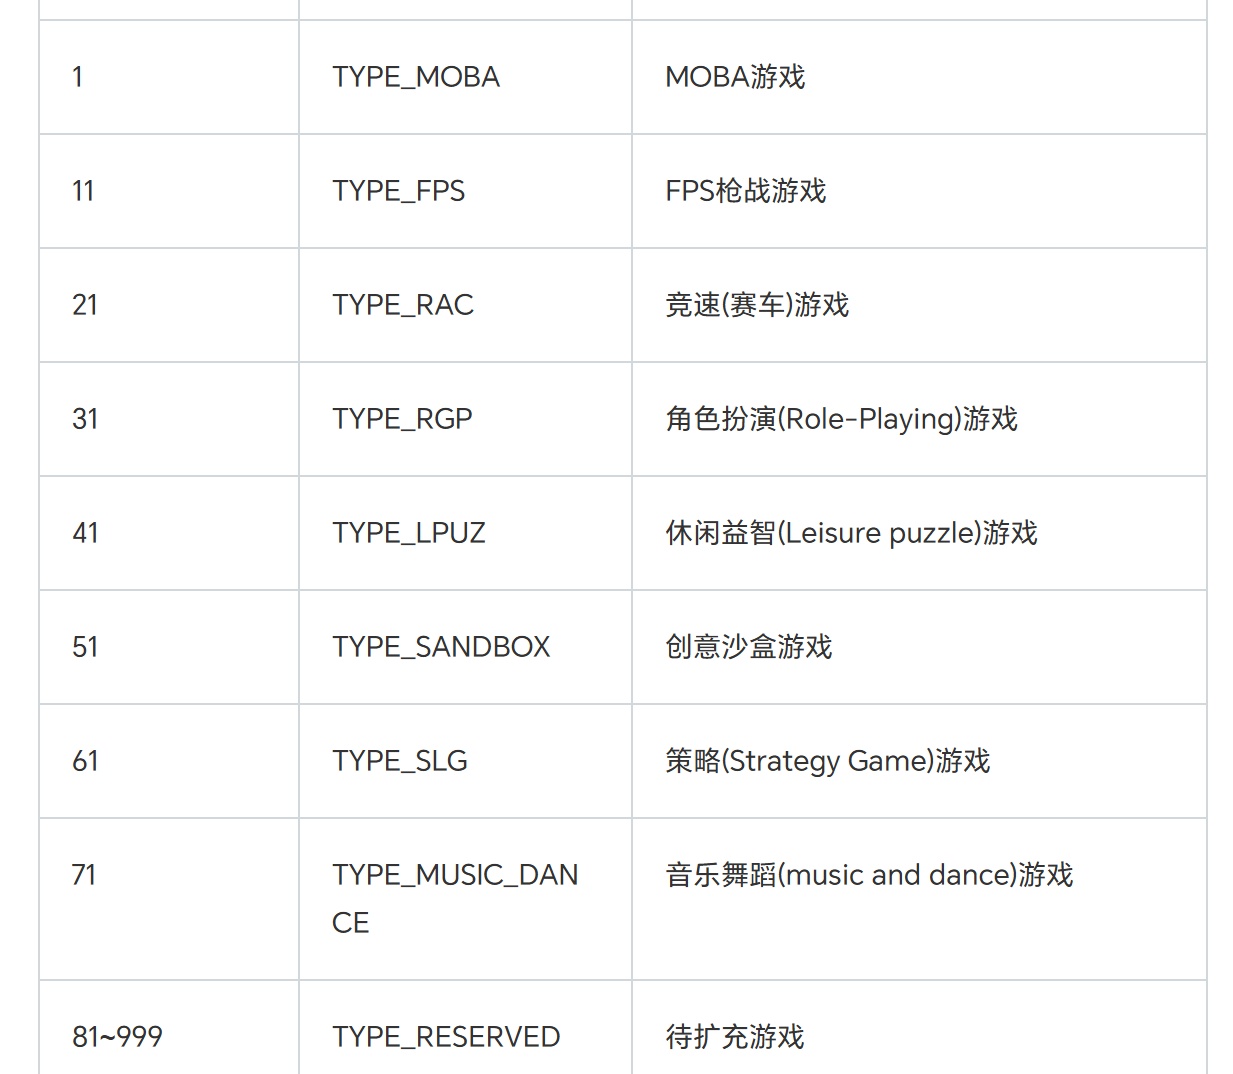 1 TYPE_MOBA MOBA游戏
11 TYPE_FPS FPS枪战游戏
21 TYPE_RAC 竞速(赛车)游戏
31 TYPE_RGP 角色扮演(Role-Playing)游戏
41 TYPE_LPUZ 休闲益智(Leisure puzzle)游戏
51 TYPE_SANDBOX 创意沙盒游戏
61 TYPE_SLG 策略(Strategy Game)游戏
71 TYPE_MUSIC_DAN 音乐舞蹈(music and dance)游戏
CE
81~999 TYPE_RESERVED 待扩充游戏